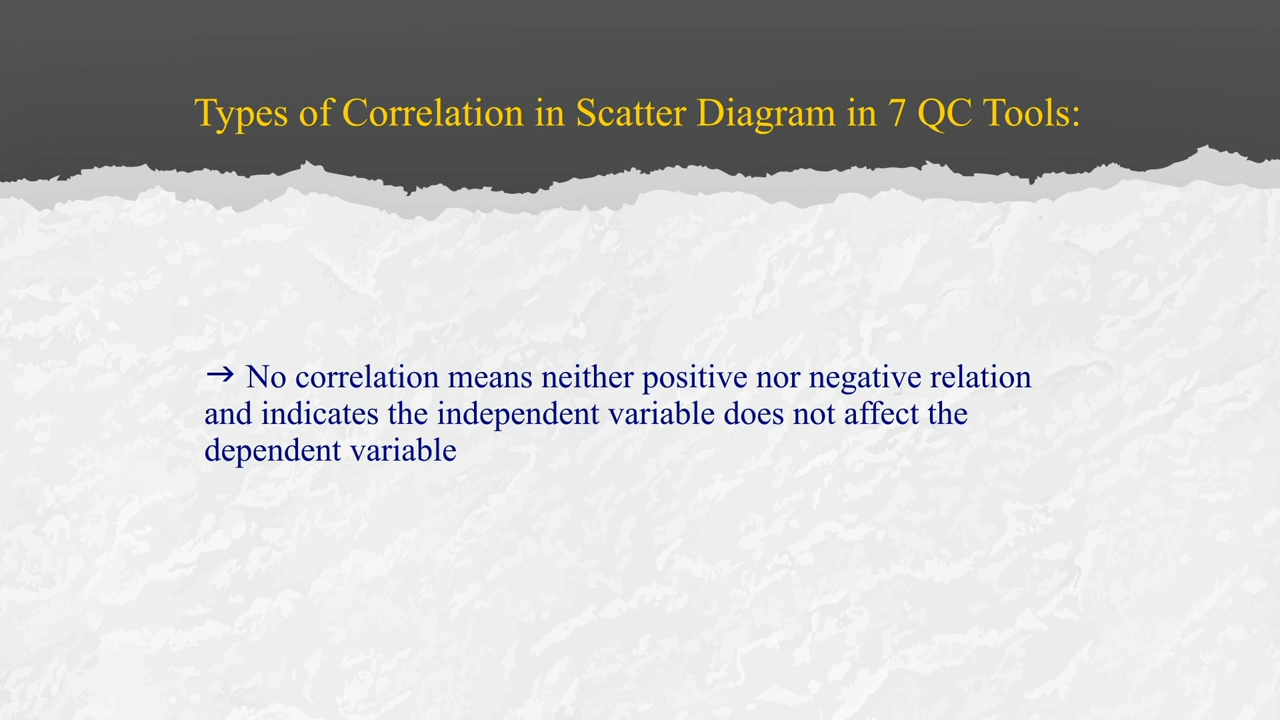 Types of Correlation in Scatter Diagram in 7 QC Tools:
→ No correlation means neither positive nor negative relation
and indicates the independent variable does not affect the
dependent variable